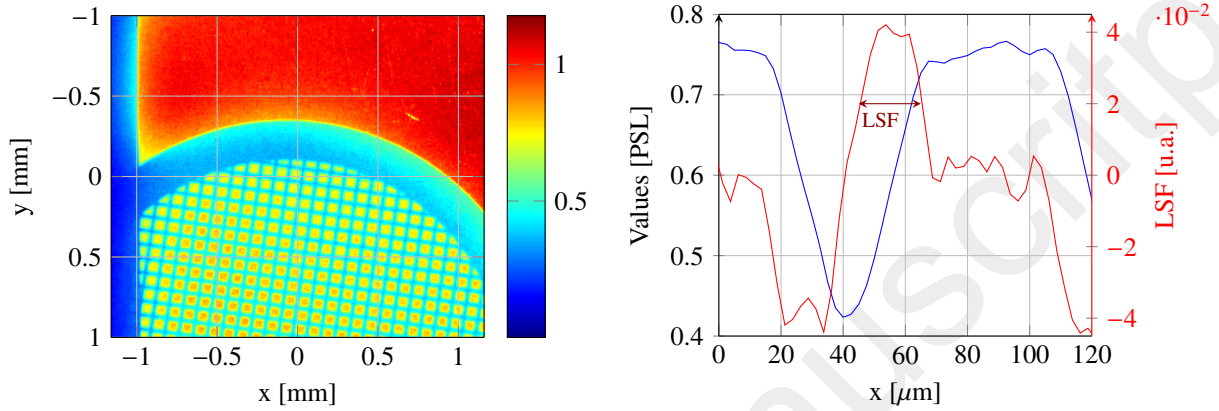 −1
−0.5
0
0.5
1
y [mm]
−1 −0.5 0 0.5 1
x [mm]
1
0.5
0.8
0.7
0.6
0.5
0.4
Values [PSL]
0 20 40 60 80 100 120
x [μm]
LSF
·10⁻²
4
2
0
−2
−4
LSF [u.a.]
uscritp